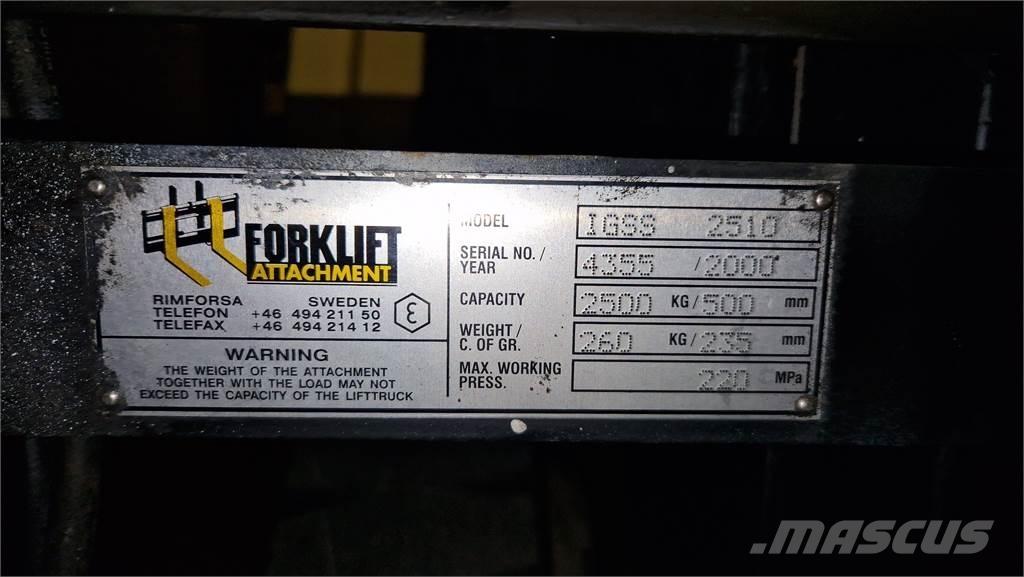 FORKLIFT
ATTACHMENT
RIMFORSA SWEDEN
TELEFON +46 494 211 50
TELEFAX +46 494 214 12
WARNING
THE WEIGHT OF THE ATTACHMENT
TOGETHER WITH THE LOAD MAY NOT
EXCEED THE CAPACITY OF THE LIFTTRUCK
MODEL IGSS 2510
SERIAL NO. /
YEAR 4355 / 2000
CAPACITY 2500 KG / 500 mm
WEIGHT /
C. OF GR. 260 KG / 235 mm
MAX. WORKING
PRESS. 220 MPa
MASCUS